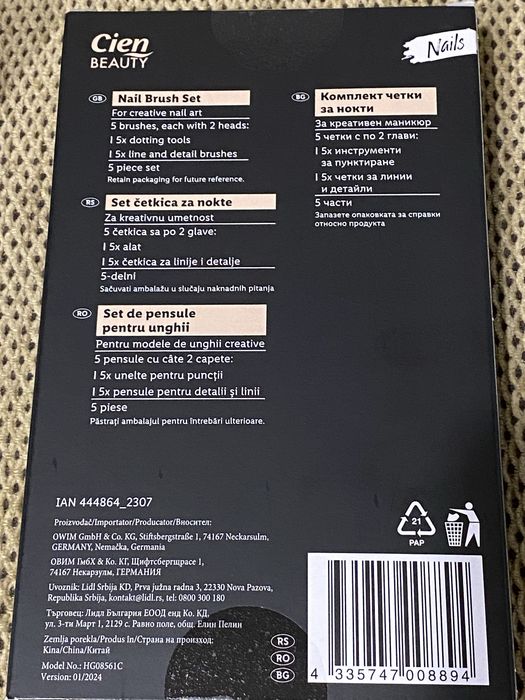 Cien
BEAUTY
Nails
GB Nail Brush Set
For creative nail art
5 brushes, each with 2 heads:
I 5x dotting tools
I 5x line and detail brushes
5 piece set
Retain packaging for future reference.
RS Set četkica za nokte
Za kreativnu umetnost
5 četkica sa po 2 glave:
I 5x alat
I 5x četkica za linije i detalje
5-delni
Sačuvati ambalažu u slučaju naknadnih pitanja
RO Set de pensule
pentru unghii
Pentru modele de unghii creative
5 pensule cu câte 2 capete:
I 5x unelte pentru puncții
I 5x pensule pentru detalii și linii
5 piese
Păstrați ambalajul pentru întrebări ulterioare.
BG Комплект четки
за нокти
За креативен маникюр
5 четки с по 2 глави:
I 5x инструменти
за пунктиране
I 5x четки за линии
и детайли
5 части
Запазете опаковката за справки
относно продукта
IAN 444864_2307
Proizvođač/Importator/Producator/Вносител:
OWIM GmbH & Co. KG, Stiftsbergstraße 1, 74167 Neckarsulm,
GERMANY, Nemačka, Germania
ОВИМ ГмбХ & Ко. КГ, Щифтсбергщрасе 1,
74167 Некарзулм, ГЕРМАНИЯ
Uvoznik: Lidl Srbija KD, Prva južna radna 3, 22330 Nova Pazova,
Republika Srbija, kontakt@lidl.rs, tel: 0800 300 180
Търговец: Лидл България ЕООД енд Ко. КД,
ул. 3-ти Март 1, 2129 с. Равно поле, общ. Елин Пелин
Zemlja porekla/Produs în/Страна на произход:
Kina/China/Китай
Model No.: HG08561C
Version: 01/2024
RS
RO
BG
21
PAP
4 335747 008894